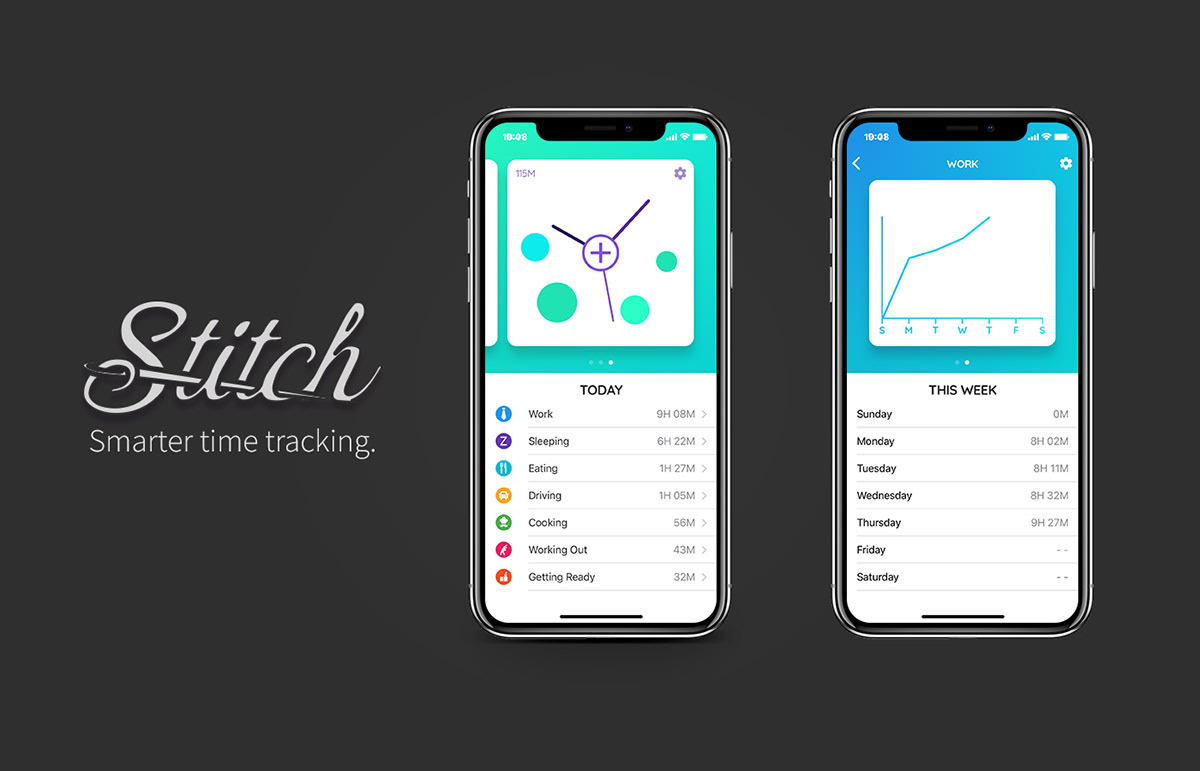 Stitch
Smarter time tracking.
19:08
115M
TODAY
Work 9H 08M
Z Sleeping 6H 22M
Eating 1H 27M
Driving 1H 05M
Cooking 56M
Working Out 43M
Getting Ready 32M
19:08
WORK
S M T W T F S
THIS WEEK
Sunday 0M
Monday 8H 02M
Tuesday 8H 11M
Wednesday 8H 32M
Thursday 9H 27M
Friday - -
Saturday - -